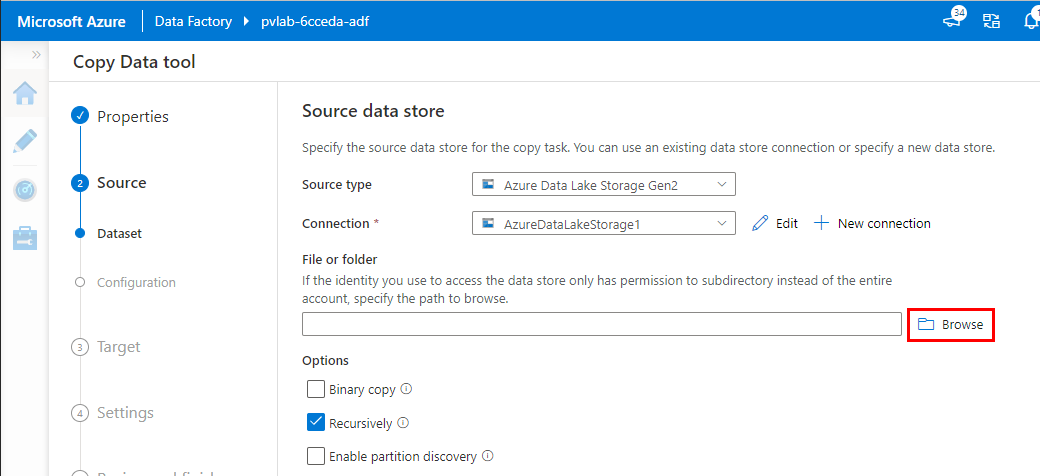 Microsoft Azure
Data Factory
pvlab-6cceda-adf
34
1
Copy Data tool
Properties
2
Source
Dataset
Configuration
3
Target
4
Settings
Source data store
Specify the source data store for the copy task. You can use an existing data store connection or specify a new data store.
Source type
Azure Data Lake Storage Gen2
Connection *
AzureDataLakeStorage1
Edit
New connection
File or folder
If the identity you use to access the data store only has permission to subdirectory instead of the entire
account, specify the path to browse.
Browse
Options
Binary copy
Recursively
Enable partition discovery